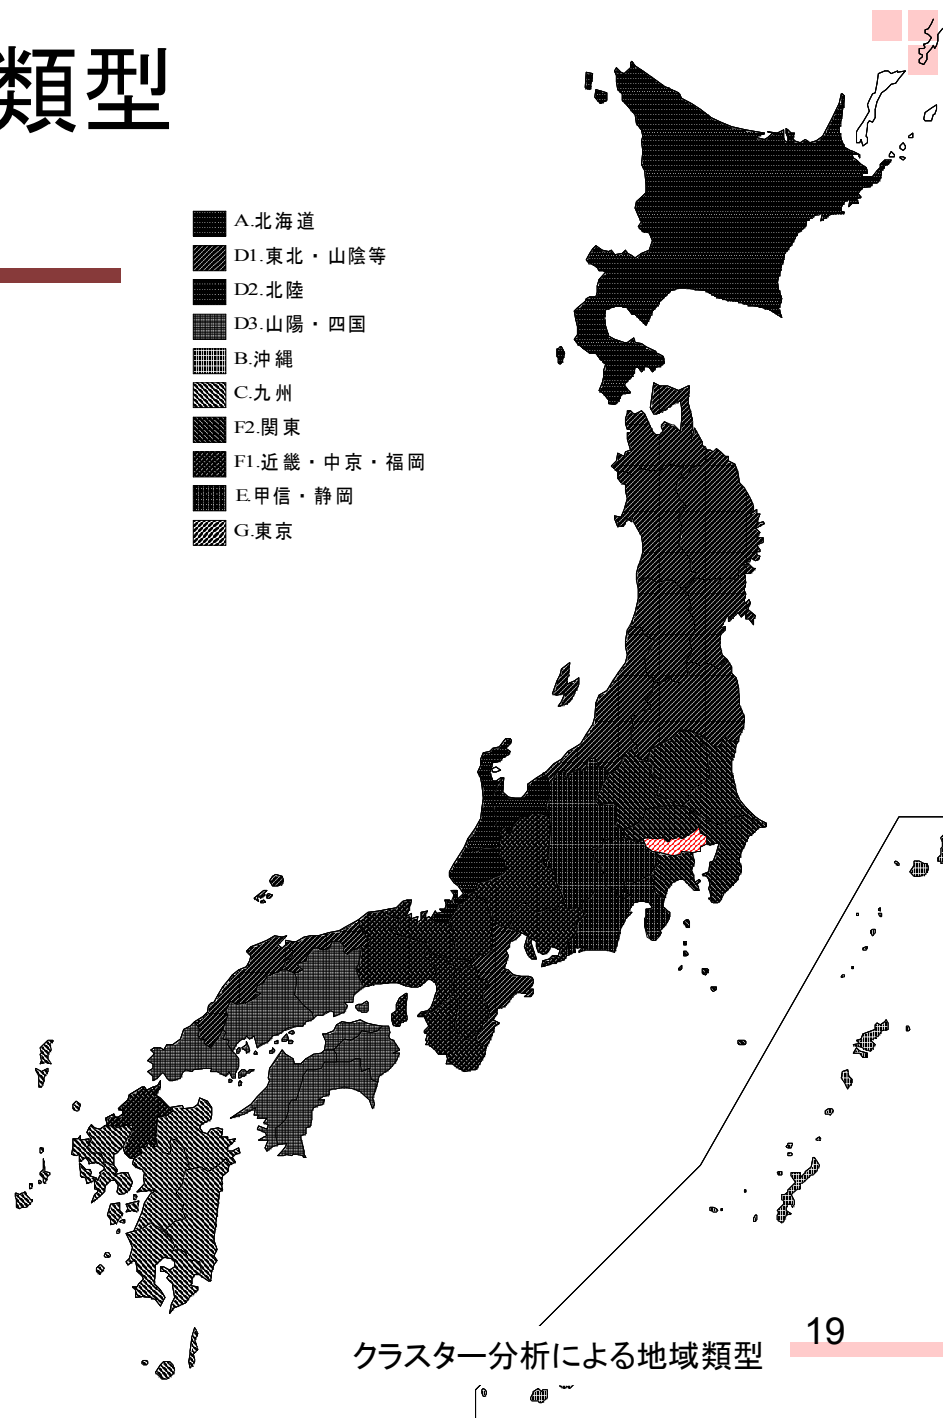 類型
A.北海道
D1.東北・山陰等
D2.北陸
D3.山陽・四国
B.沖縄
C.九州
F2.関東
F1.近畿・中京・福岡
E.甲信・静岡
G.東京
クラスター分析による地域類型
19